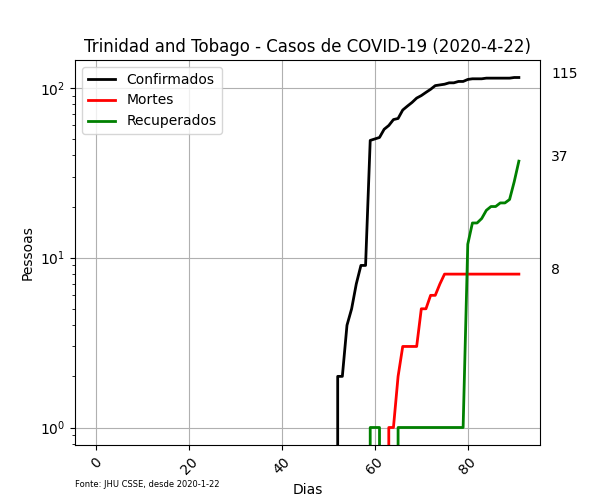 Trinidad and Tobago - Casos de COVID-19 (2020-4-22)
Confirmados
Mortes
Recuperados
115
37
8
10²
10¹
10⁰
Pessoas
0
20
40
60
80
Dias
Fonte: JHU CSSE, desde 2020-1-22